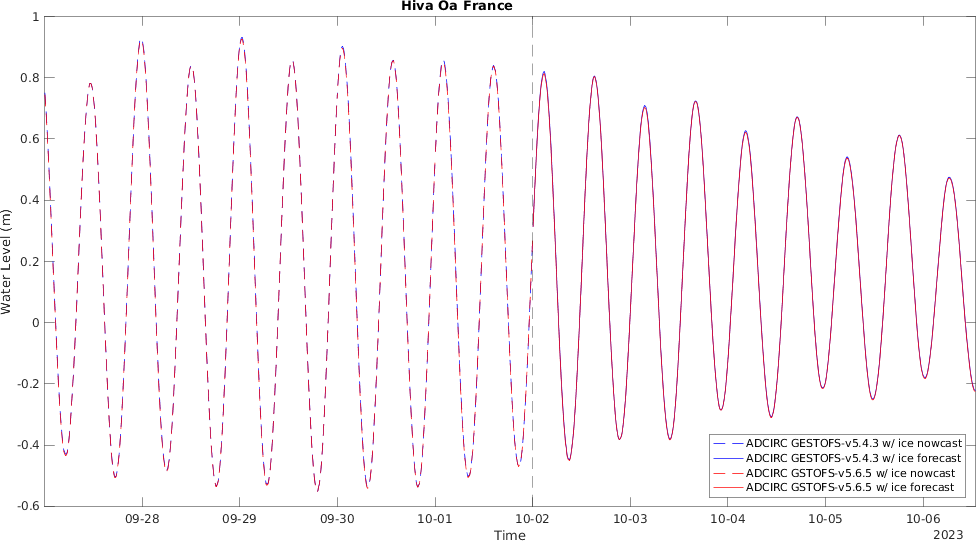 Hiva Oa France
1
0.8
0.6
0.4
0.2
0
-0.2
-0.4
-0.6
Water Level (m)
09-28
09-29
09-30
10-01
10-02
10-03
10-04
10-05
10-06
Time
2023
ADCIRC GESTOFS-v5.4.3 w/ ice nowcast
ADCIRC GESTOFS-v5.4.3 w/ ice forecast
ADCIRC GSTOFS-v5.6.5 w/ ice nowcast
ADCIRC GSTOFS-v5.6.5 w/ ice forecast